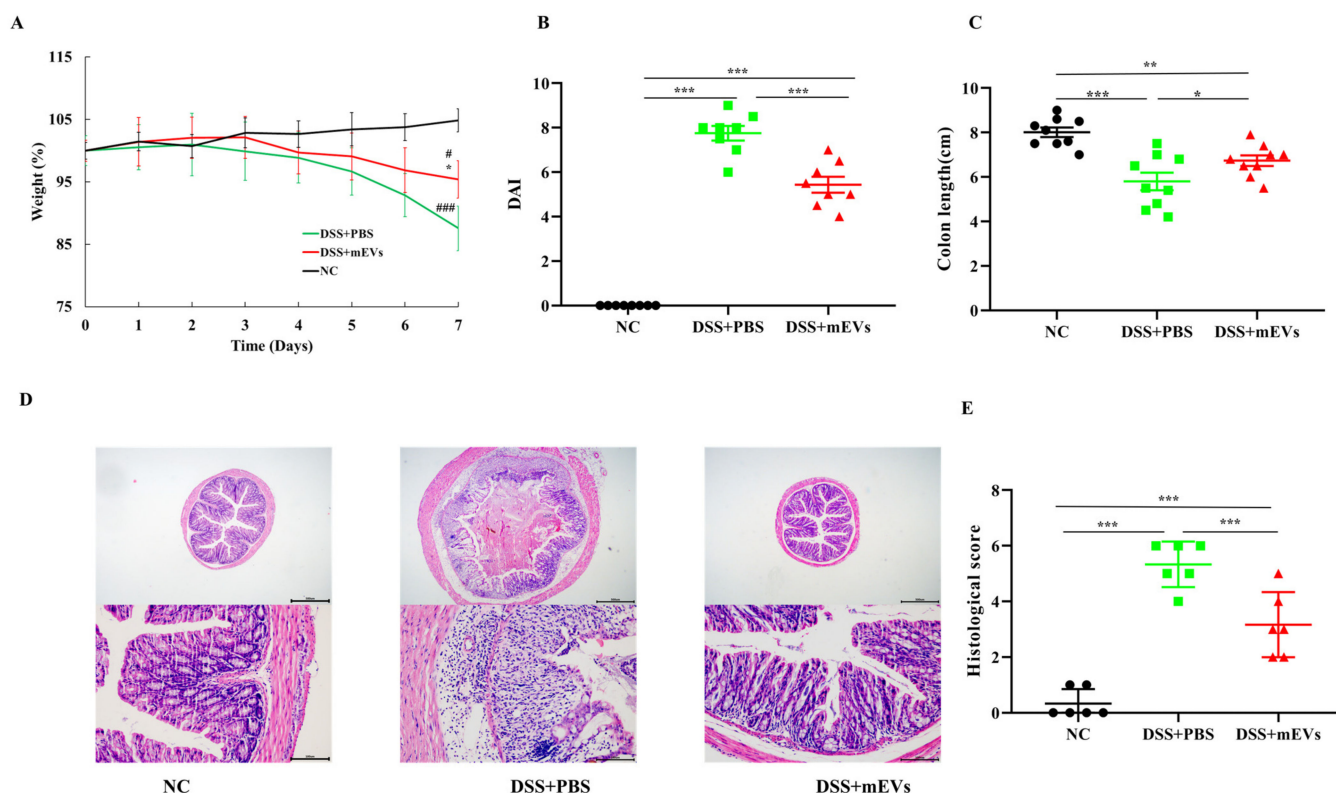 A
115
105
95
85
75
Weight (%)
#
*
###
DSS+PBS
DSS+mEVs
NC
0 1 2 3 4 5 6 7
Time (Days)
B
***
*** ***
10
8
6
4
2
0
DAI
NC DSS+PBS DSS+mEVs
C
**
*** *
10
8
6
4
2
0
Colon length(cm)
NC DSS+PBS DSS+mEVs
D
NC DSS+PBS DSS+mEVs
E
***
*** ***
8
6
4
2
0
Histological score
NC DSS+PBS DSS+mEVs